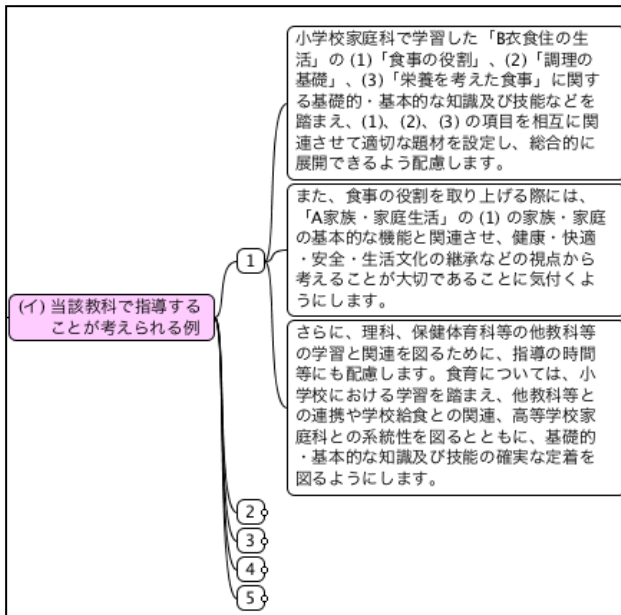 小学校家庭科で学習した「B衣食住の生
活」の (1)「食事の役割」、(2)「調理の
基礎」、(3)「栄養を考えた食事」に関す
る基礎的・基本的な知識及び技能などを
踏まえ、(1)、(2)、(3) の項目を相互に関
連させて適切な題材を設定し、総合的に
展開できるよう配慮します。
また、食事の役割を取り上げる際には、
「A家族・家庭生活」の (1) の家族・家庭
の基本的な機能と関連させ、健康・快適
・安全・生活文化の継承などの視点から
考えることが大切であることに気付くよ
うにします。
1
(イ) 当該教科で指導する
ことが考えられる例
さらに、理科、保健体育科等の他教科等
の学習と関連を図るために、指導の時間
等にも配慮します。食育については、小
学校における学習を踏まえ、他教科等と
の連携や学校給食との関連、高等学校家
庭科との系統性を図るとともに、基礎的
・基本的な知識及び技能の確実な定着を
図るようにします。
2
3
4
5